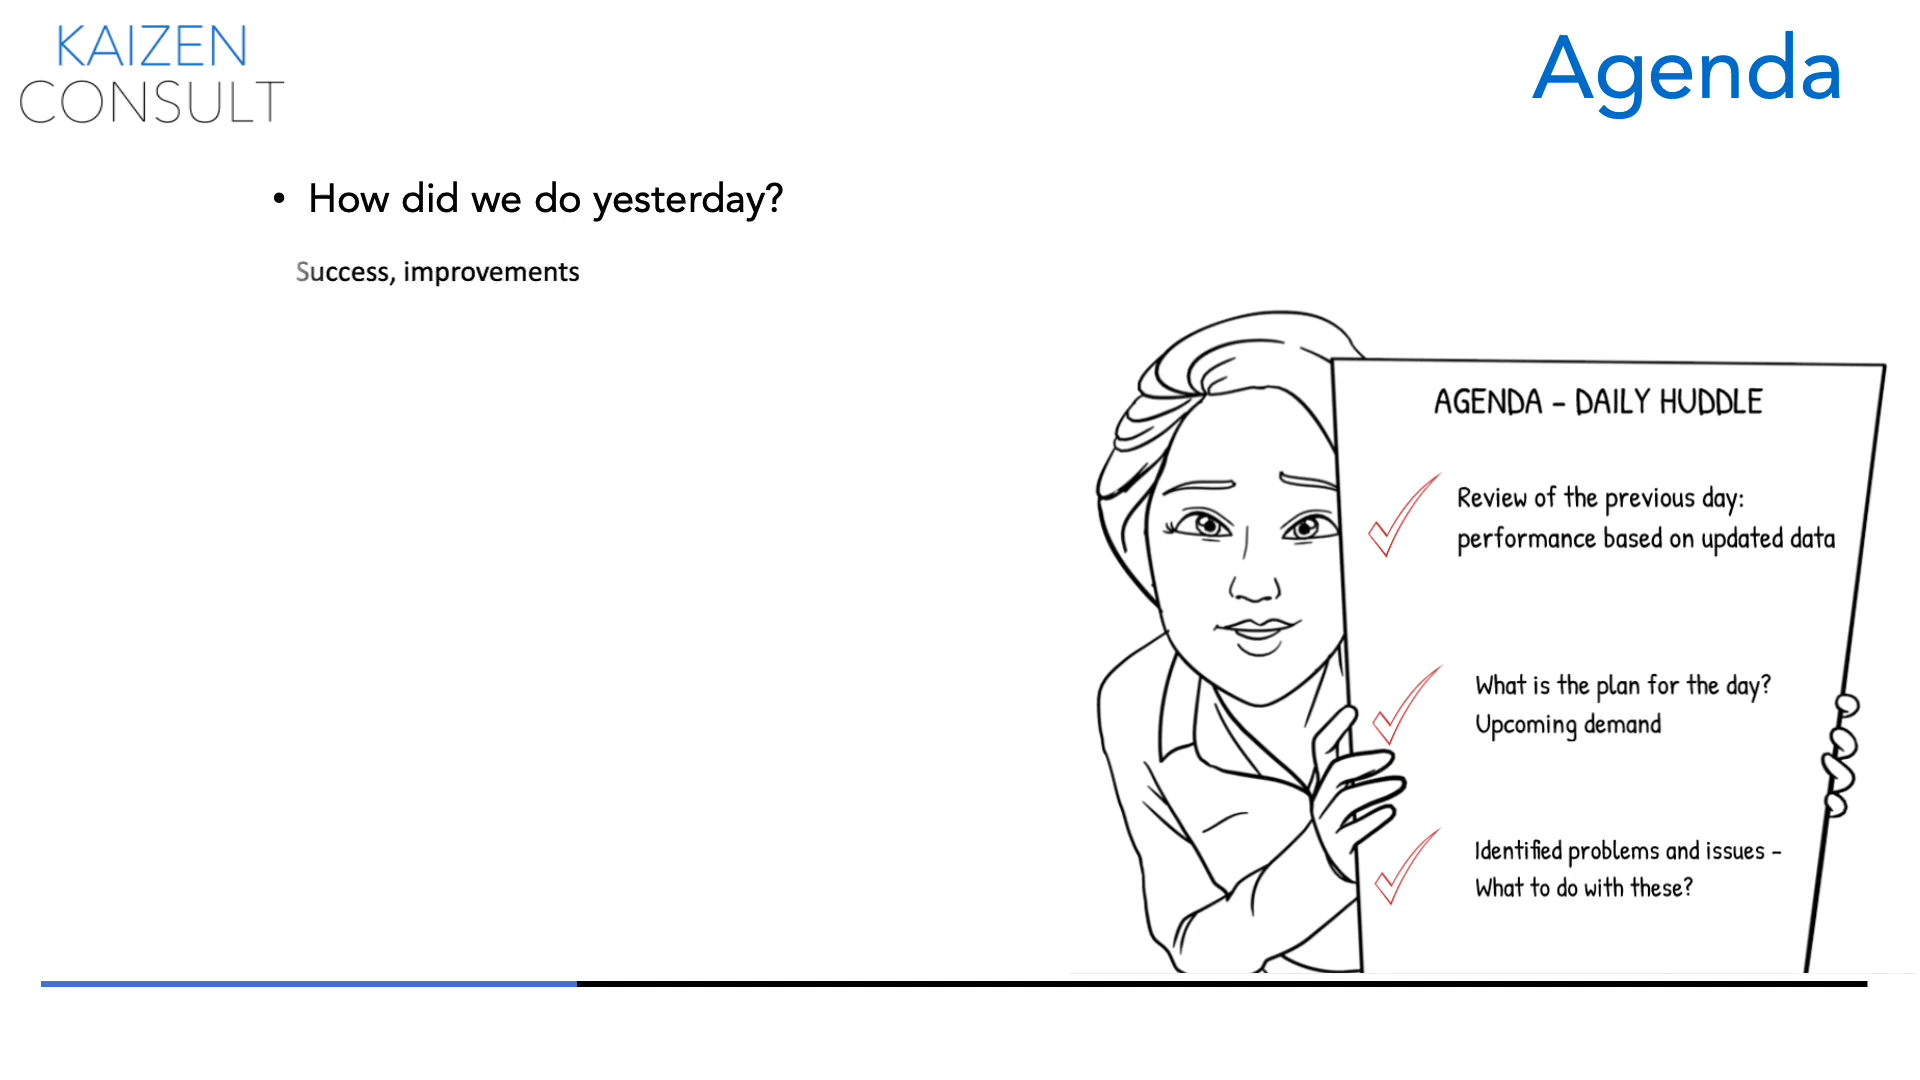 KAIZEN
CONSULT
Agenda
• How did we do yesterday?
Success, improvements
AGENDA – DAILY HUDDLE
Review of the previous day:
performance based on updated data
What is the plan for the day?
Upcoming demand
Identified problems and issues –
What to do with these?